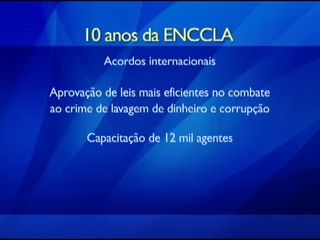 10 anos da ENCCLA
Acordos internacionais
Aprovação de leis mais eficientes no combate
ao crime de lavagem de dinheiro e corrupção
Capacitação de 12 mil agentes